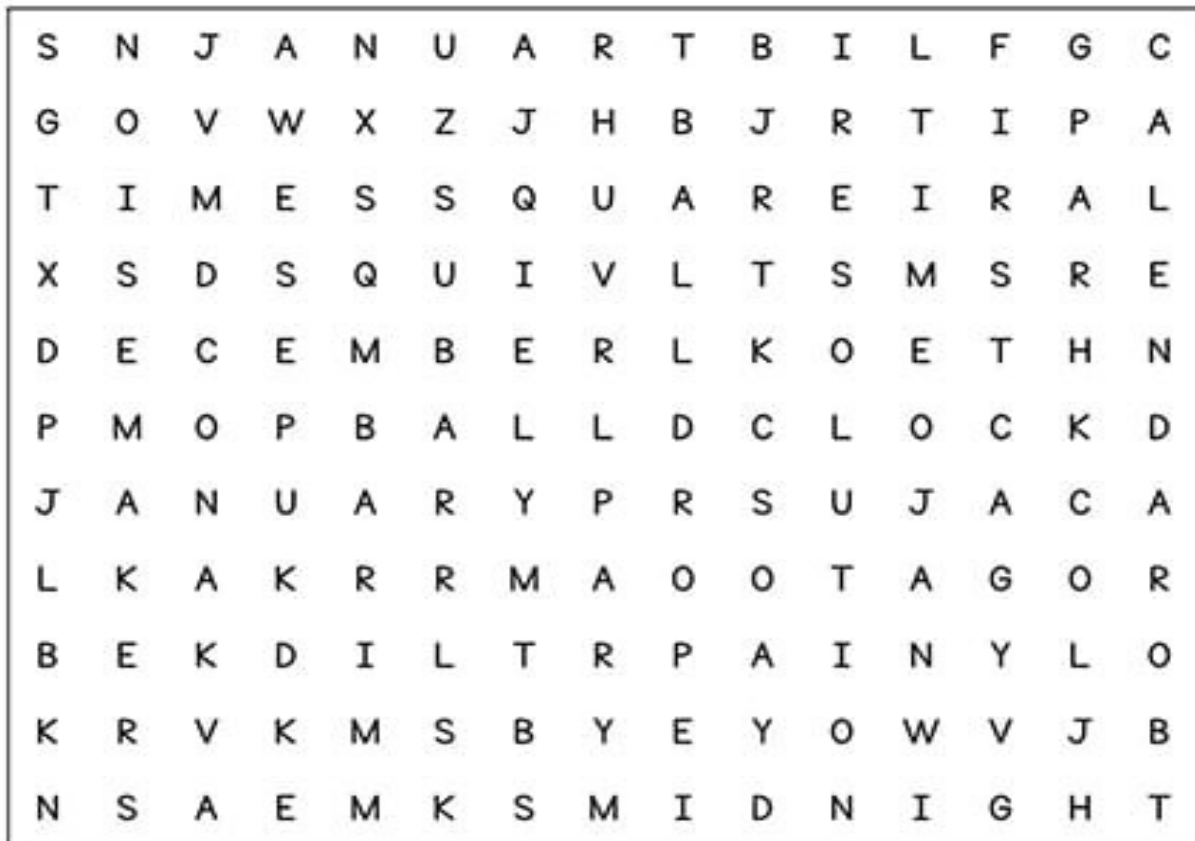 S N J A N U A R T B I L F G C
G O V W X Z J H B J R T I P A
T I M E S S Q U A R E I R A L
X S D S Q U I V L T S M S R E
D E C E M B E R L K O E T H N
P M O P B A L L D C L O C K D
J A N U A R Y P R S U J A C A
L K A K R R M A O O T A G O R
B E K D I L T R P A I N Y L O
K R V K M S B Y E Y O W V J B
N S A E M K S M I D N I G H T